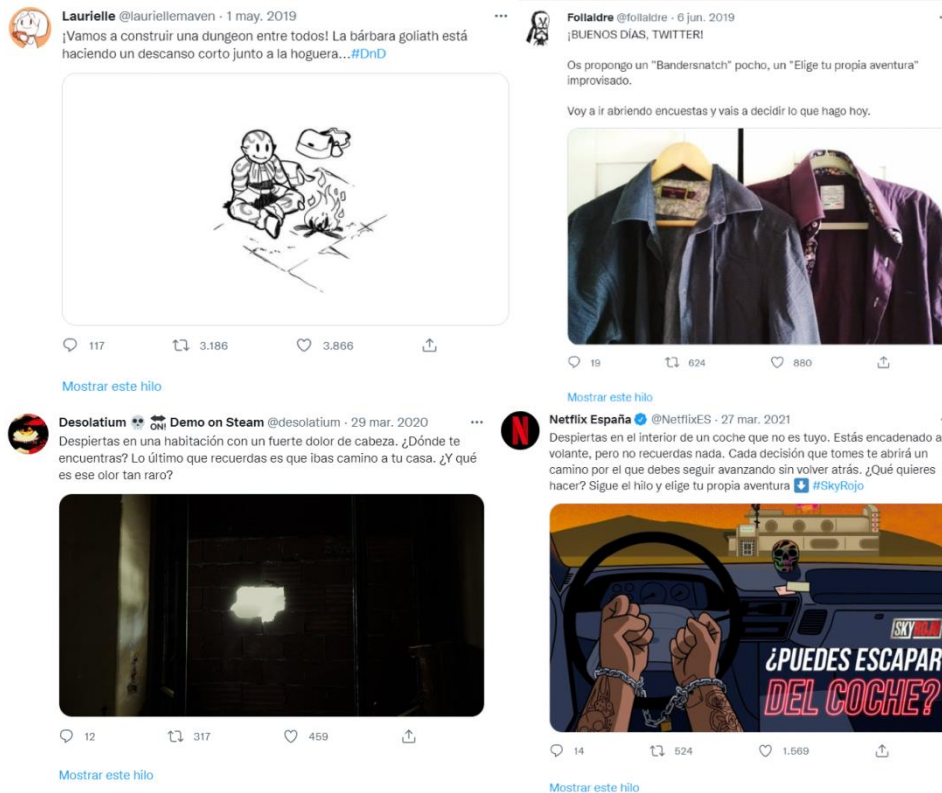 Laurielle @lauriellemaven · 1 may. 2019
¡Vamos a construir una dungeon entre todos! La bárbara goliath está
haciendo un descanso corto junto a la hoguera...#DnD
117 3.186 3.866
Mostrar este hilo
Follaldre @follaldre · 6 jun. 2019
¡BUENOS DÍAS, TWITTER!
Os propongo un "Bandersnatch" pocho, un "Elige tu propia aventura"
improvisado.
Voy a ir abriendo encuestas y vais a decidir lo que hago hoy.
19 624 880
Mostrar este hilo
Desolatium 💀 🔛 Demo on Steam @desolatium · 29 mar. 2020
Despiertas en una habitación con un fuerte dolor de cabeza. ¿Dónde te
encuentras? Lo último que recuerdas es que ibas camino a tu casa. ¿Y qué
es ese olor tan raro?
12 317 459
Mostrar este hilo
Netflix España @NetflixES · 27 mar. 2021
Despiertas en el interior de un coche que no es tuyo. Estás encadenado a
volante, pero no recuerdas nada. Cada decisión que tomes te abrirá un
camino por el que debes seguir avanzando sin volver atrás. ¿Qué quieres
hacer? Sigue el hilo y elige tu propia aventura ⬇️ #SkyRojo
SKY ROJO
¿PUEDES ESCAPAR
DEL COCHE?
14 524 1.569
Mostrar este hilo